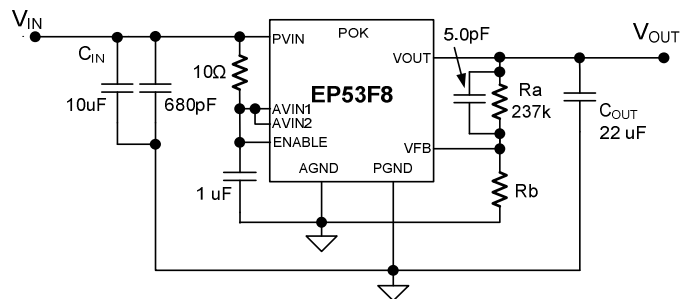 VIN
CIN
10uF
680pF
10Ω
1 uF
PVIN
POK
AVIN1
AVIN2
ENABLE
EP53F8
VOUT
VFB
AGND
PGND
5.0pF
Ra
237k
Rb
COUT
22 uF
VOUT